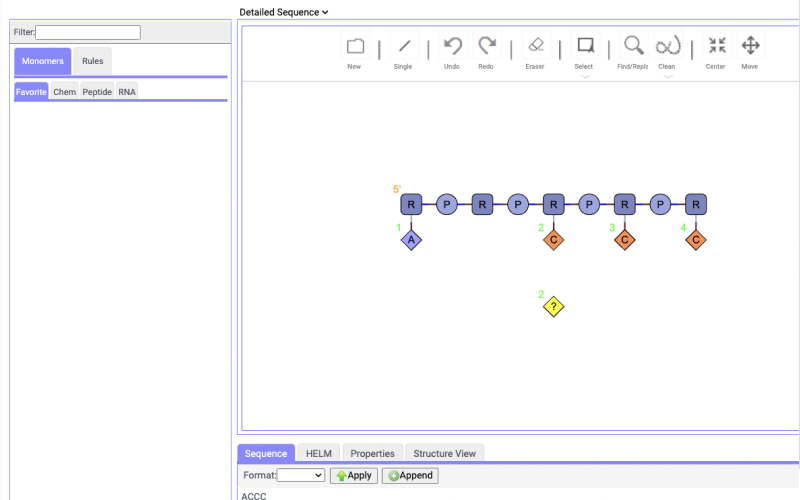 Detailed Sequence
Filter:
Monomers Rules
Favorite Chem Peptide RNA
New Single Undo Redo Eraser Select Find/Repla Clean Center Move
5'
R P R P R P R P R
1 2 3 4
A C C C
2
?
Sequence HELM Properties Structure View
Format: Apply Append
ACCC